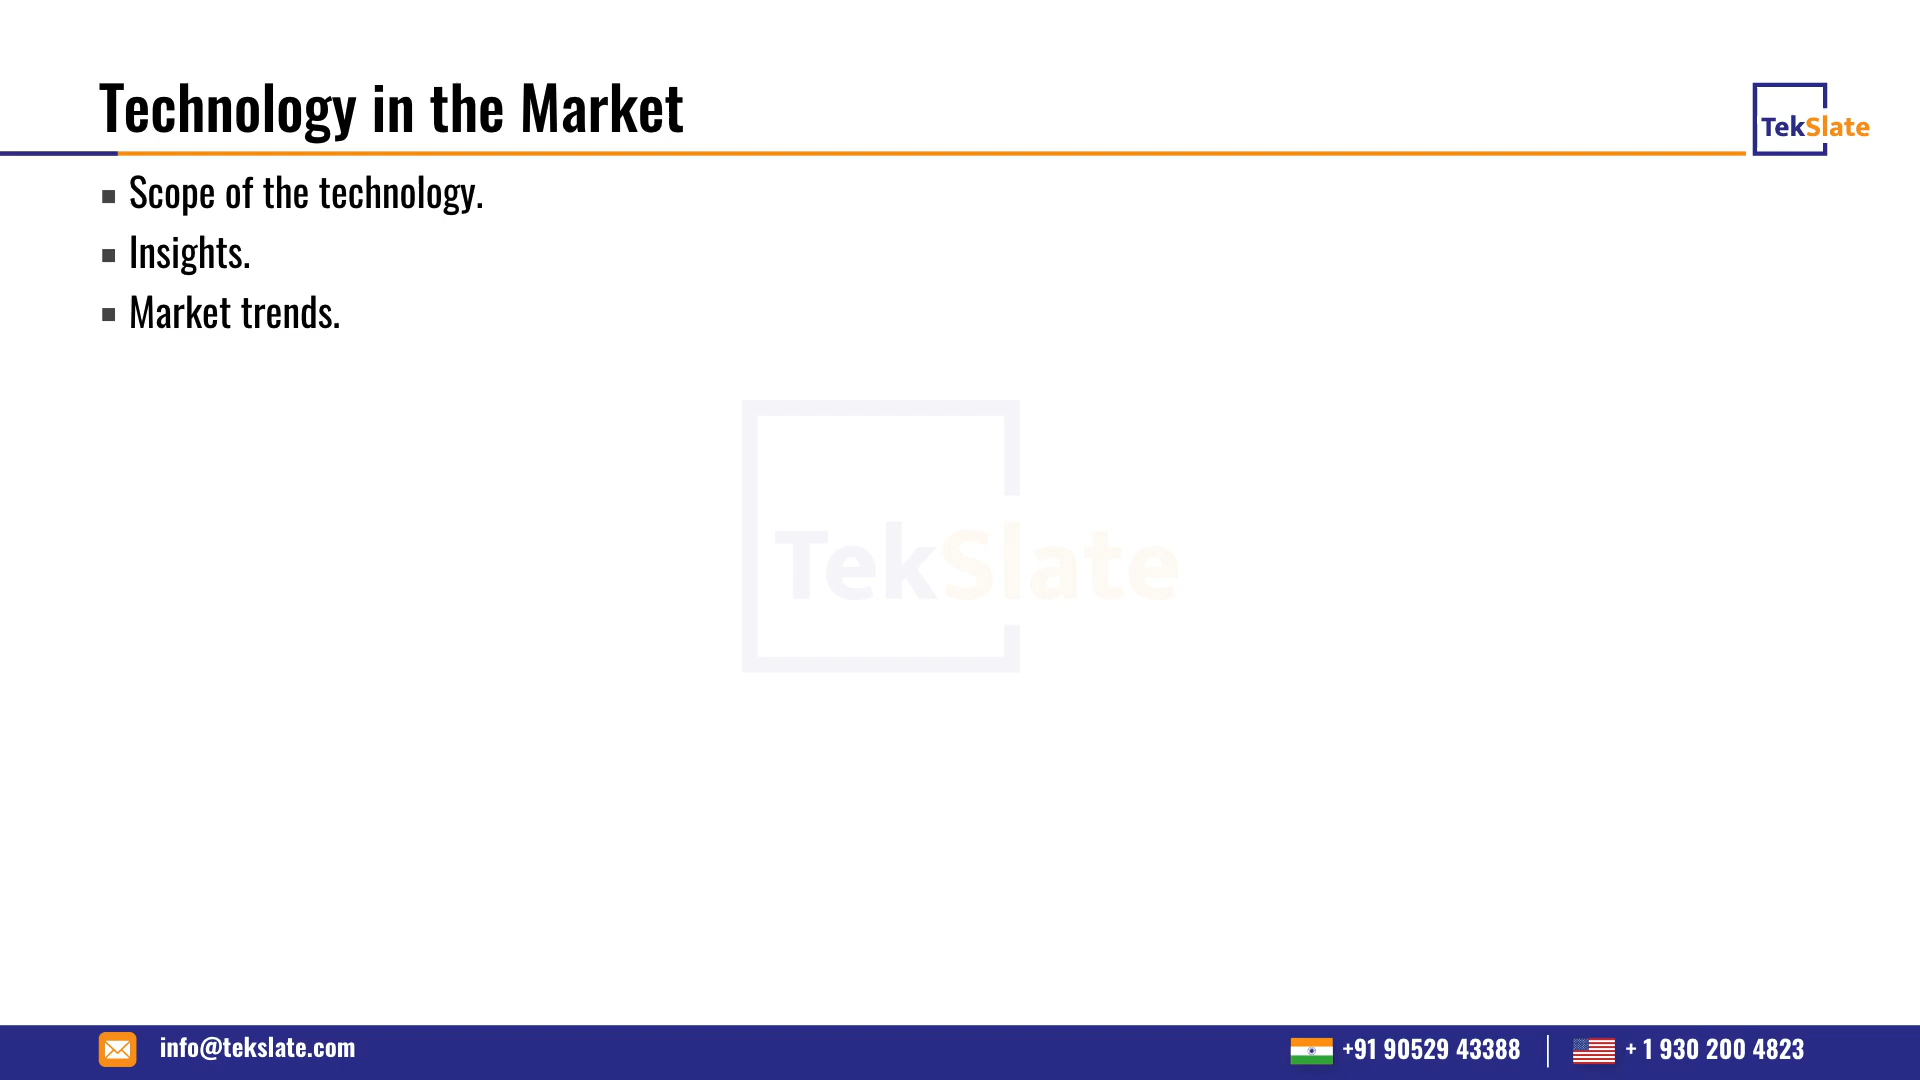 Technology in the Market
TekSlate
▪ Scope of the technology.
▪ Insights.
▪ Market trends.
TekSlate
info@tekslate.com
+91 90529 43388
+ 1 930 200 4823